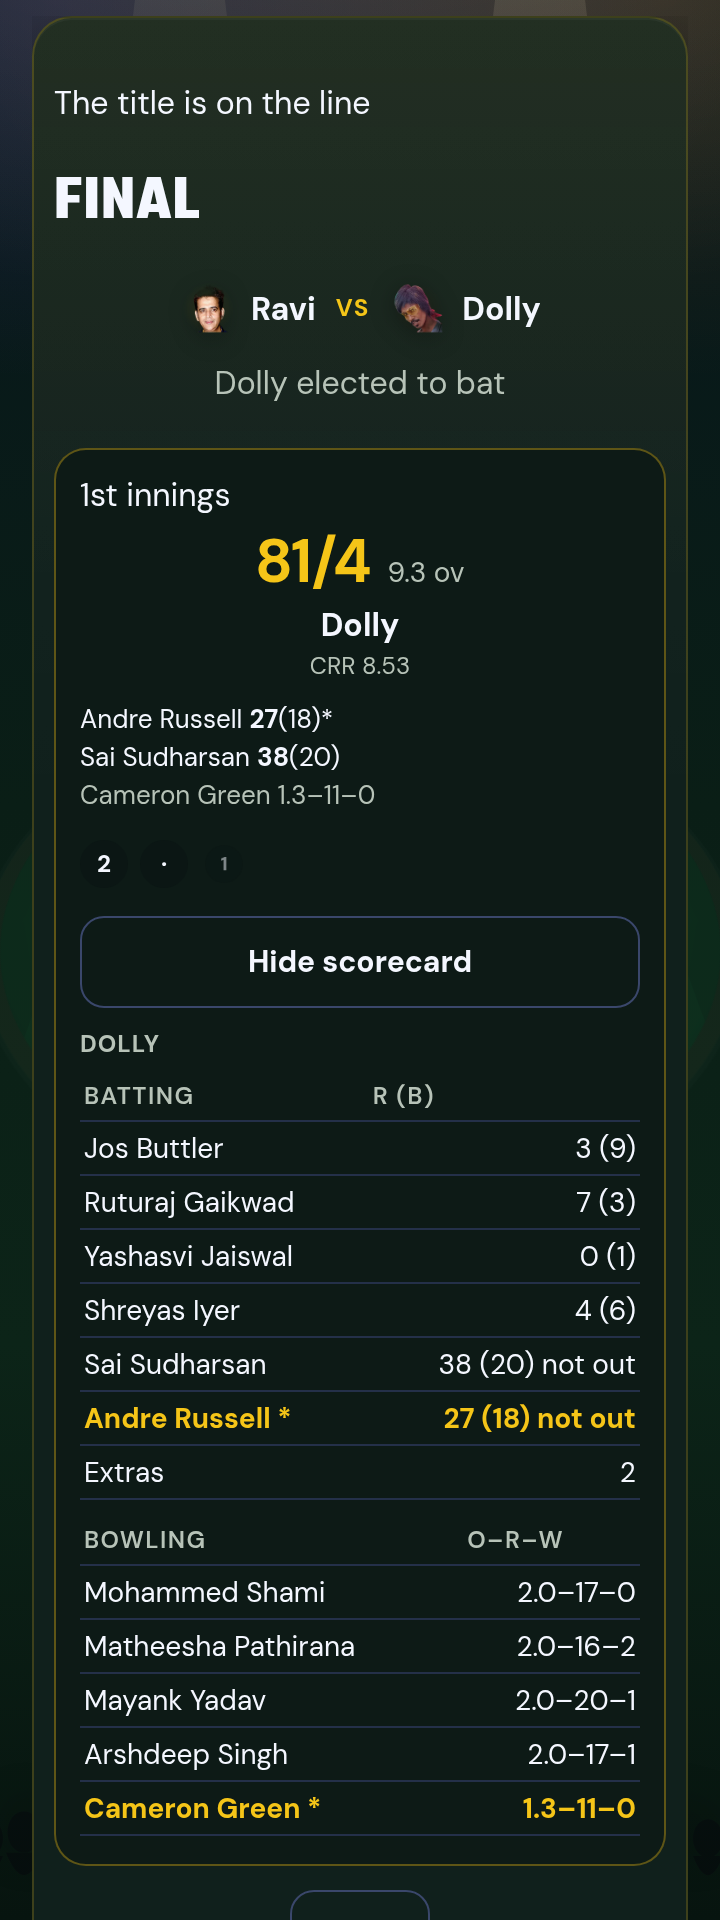 The title is on the line
FINAL
Ravi VS Dolly
Dolly elected to bat
1st innings
81/4 9.3 ov
Dolly
CRR 8.53
Andre Russell 27(18)*
Sai Sudharsan 38(20)
Cameron Green 1.3–11–0
2 · 1
Hide scorecard
DOLLY
BATTING R (B)
Jos Buttler 3 (9)
Ruturaj Gaikwad 7 (3)
Yashasvi Jaiswal 0 (1)
Shreyas Iyer 4 (6)
Sai Sudharsan 38 (20) not out
Andre Russell * 27 (18) not out
Extras 2
BOWLING O–R–W
Mohammed Shami 2.0–17–0
Matheesha Pathirana 2.0–16–2
Mayank Yadav 2.0–20–1
Arshdeep Singh 2.0–17–1
Cameron Green * 1.3–11–0